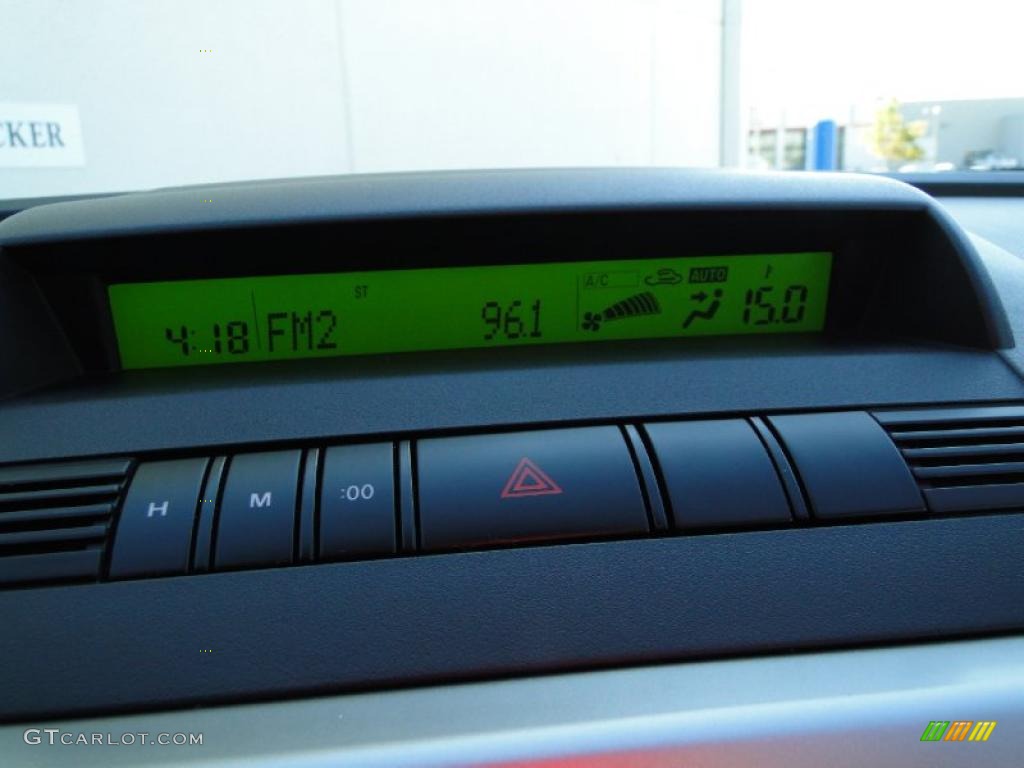 CKER
ST
A/C AUTO
4:18 FM2 96.1 15.0
H M :00
GTCARLOT.COM